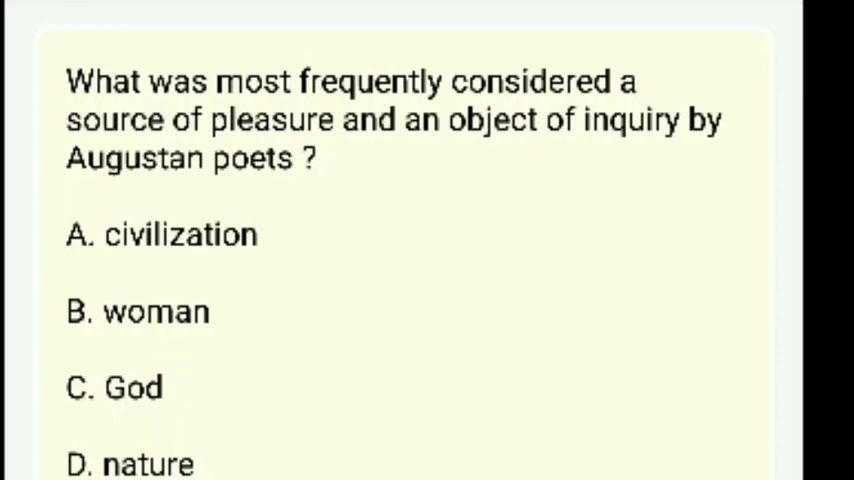 What was most frequently considered a
source of pleasure and an object of inquiry by
Augustan poets ?
A. civilization
B. woman
C. God
D. nature